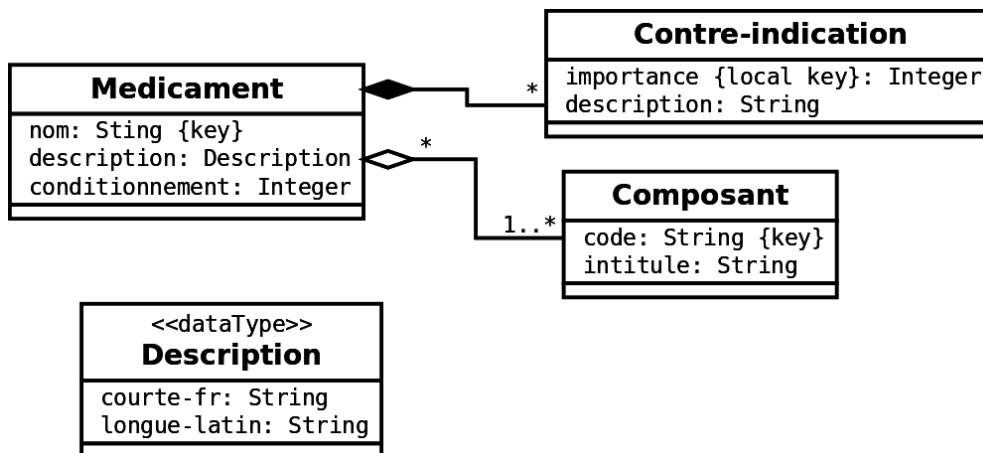 Medicament
nom: Sting {key}
description: Description
conditionnement: Integer
*
Contre-indication
importance {local key}: Integer
description: String
*
1..*
Composant
code: String {key}
intitule: String
<<dataType>>
Description
courte-fr: String
longue-latin: String